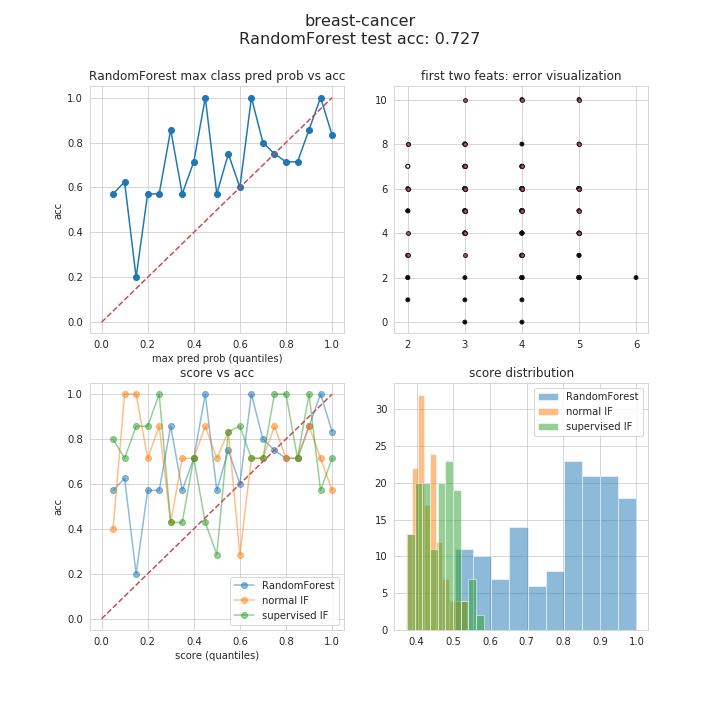 breast-cancer
RandomForest test acc: 0.727
RandomForest max class pred prob vs acc
1.0
0.8
0.6
0.4
0.2
0.0
acc
0.0 0.2 0.4 0.6 0.8 1.0
max pred prob (quantiles)
first two feats: error visualization
10
8
6
4
2
0
2 3 4 5 6
score vs acc
1.0
0.8
0.6
0.4
0.2
0.0
acc
RandomForest
normal IF
supervised IF
0.0 0.2 0.4 0.6 0.8 1.0
score (quantiles)
score distribution
RandomForest
normal IF
supervised IF
30
25
20
15
10
5
0
0.4 0.5 0.6 0.7 0.8 0.9 1.0